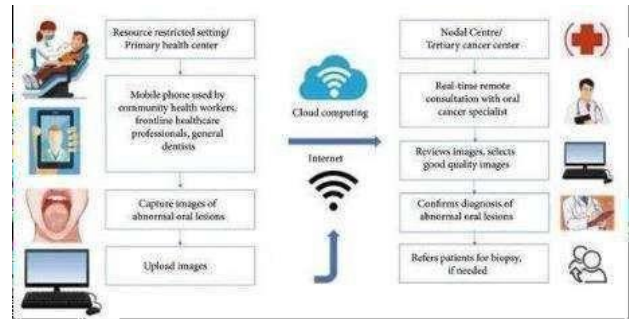 Resource restricted setting/
Primary health center
Mobile phone used by
community health workers,
frontline healthcare
professionals, general
dentists
Capture images of
abnormal oral lesions
Upload images
Cloud computing
Internet
Nodal Centre/
Tertiary cancer center
Real-time remote
consultation with oral
cancer specialist
Reviews images, selects
good quality images
Confirms diagnosis of
abnormal oral lesions
Refers patients for biopsy,
if needed